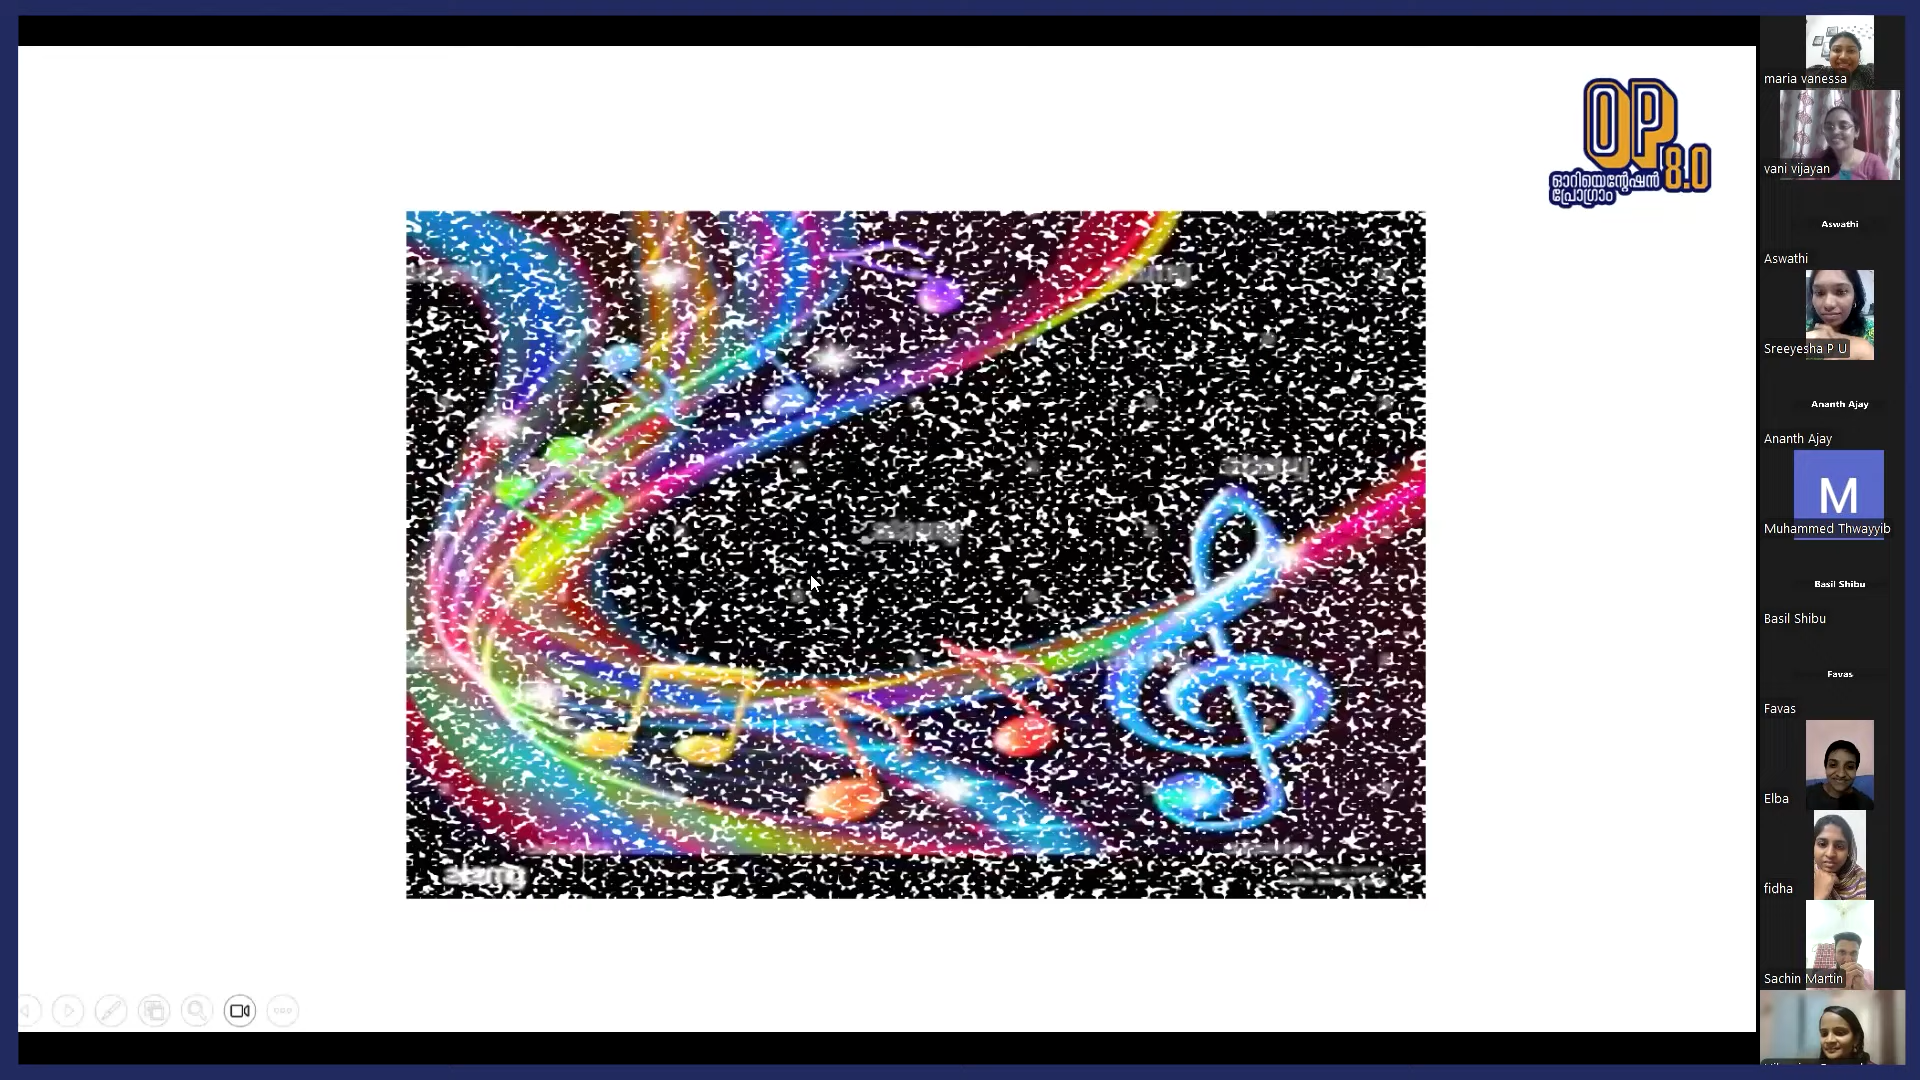 OP
8.0
ഓറിയെന്റേഷൻ
പ്രോഗ്രാം
alamy
maria vanessa
vani vijayan
Aswathi
Aswathi
Sreeyesha P U
Ananth Ajay
Ananth Ajay
M
Muhammed Thwayyib
Basil Shibu
Basil Shibu
Favas
Favas
Elba
fidha
Sachin Martin